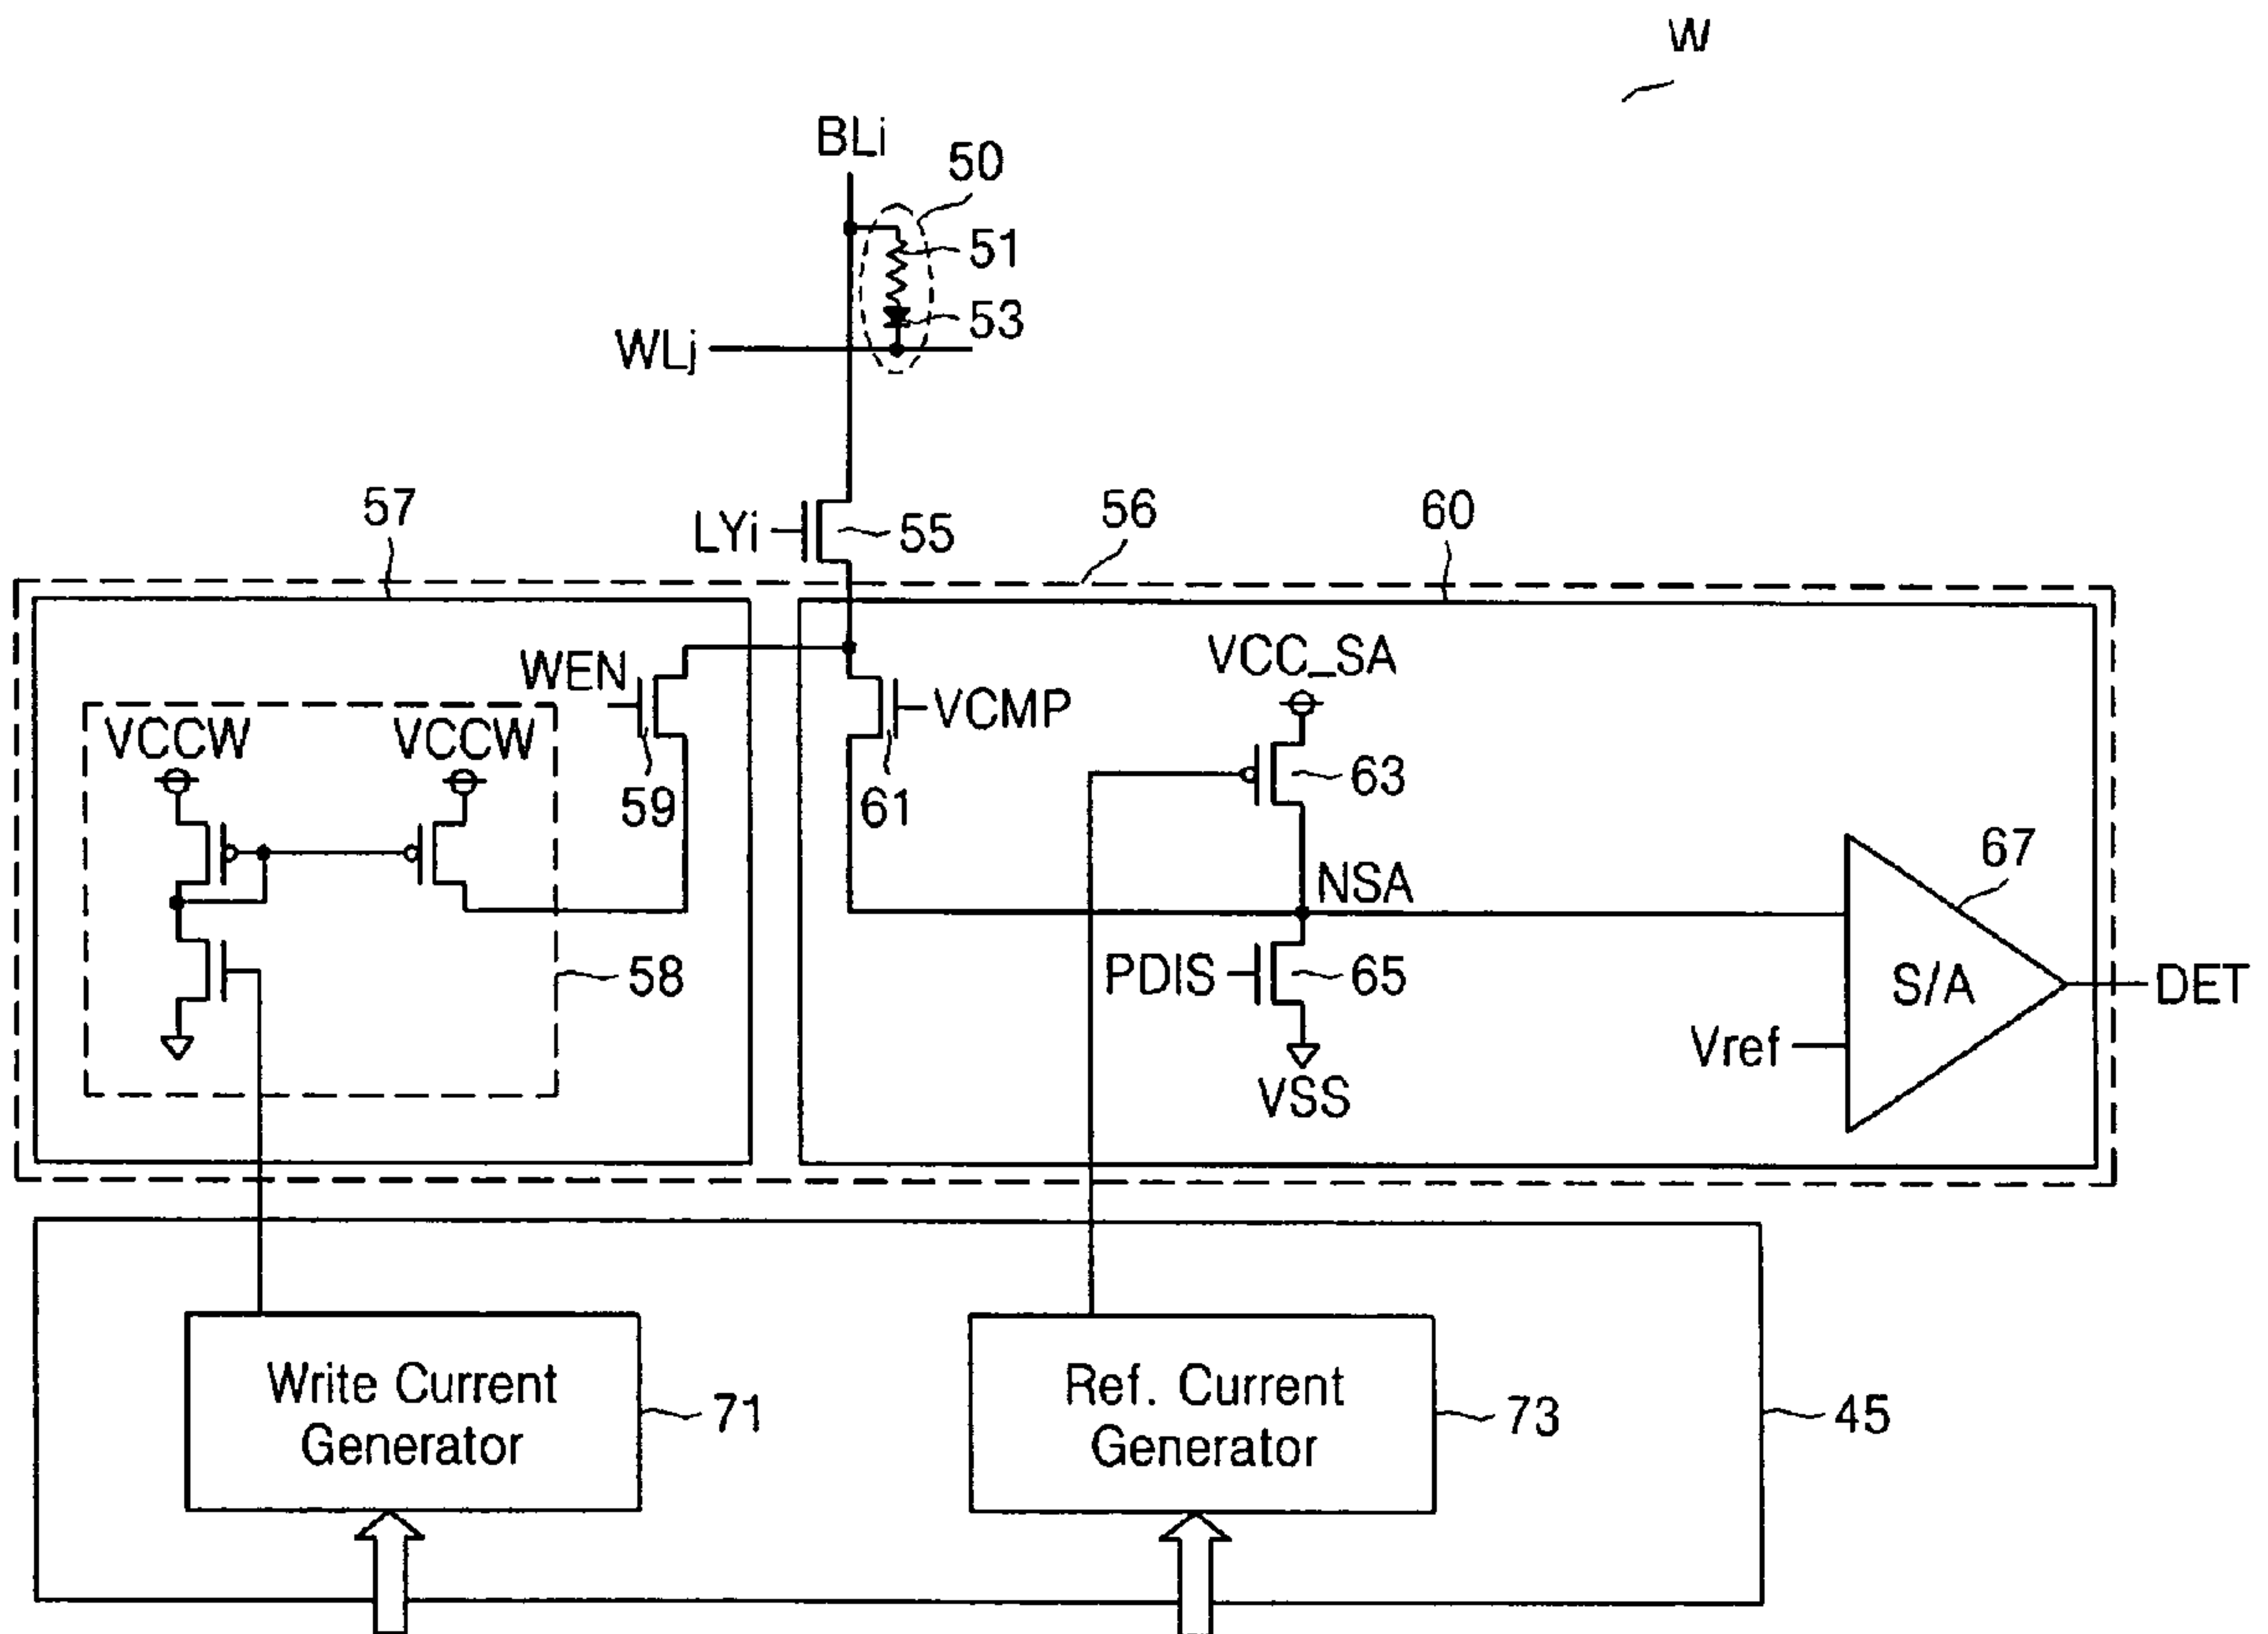 W
BLi
50
51
53
WLj
57
LYi
55
56
60
WEN
VCC_SA
VCMP
VCCW
VCCW
59
61
63
67
NSA
58
PDIS
65
S/A
DET
Vref
VSS
Write Current
Generator
71
Ref. Current
Generator
73
45